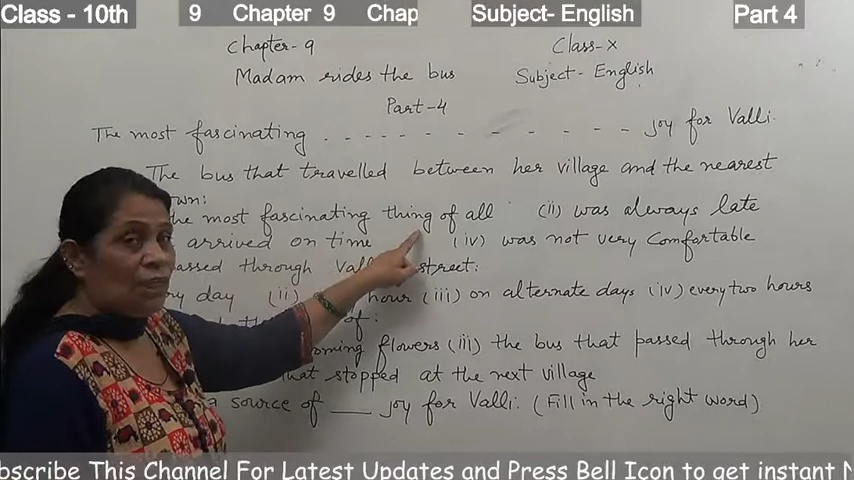 Class - 10th 9 Chapter 9 Chap Subject- English Part 4
Chapter-9 Class-X
Madam rides the bus Subject- English
Part-4
The most fascinating - - - - - - - - - - - - - joy for Valli.
The bus that travelled between her village and the nearest
town:
the most fascinating thing of all (ii) was always late
arrived on time (iv) was not very comfortable
passed through street:
day (ii) hour (iii) on alternate days (iv) every two hours
of:
flowers (iii) the bus that passed through her
that stopped at the next village
a source of ___ joy for Valli. (Fill in the right word)
bscribe This Channel For Latest Updates and Press Bell Icon to get instant N